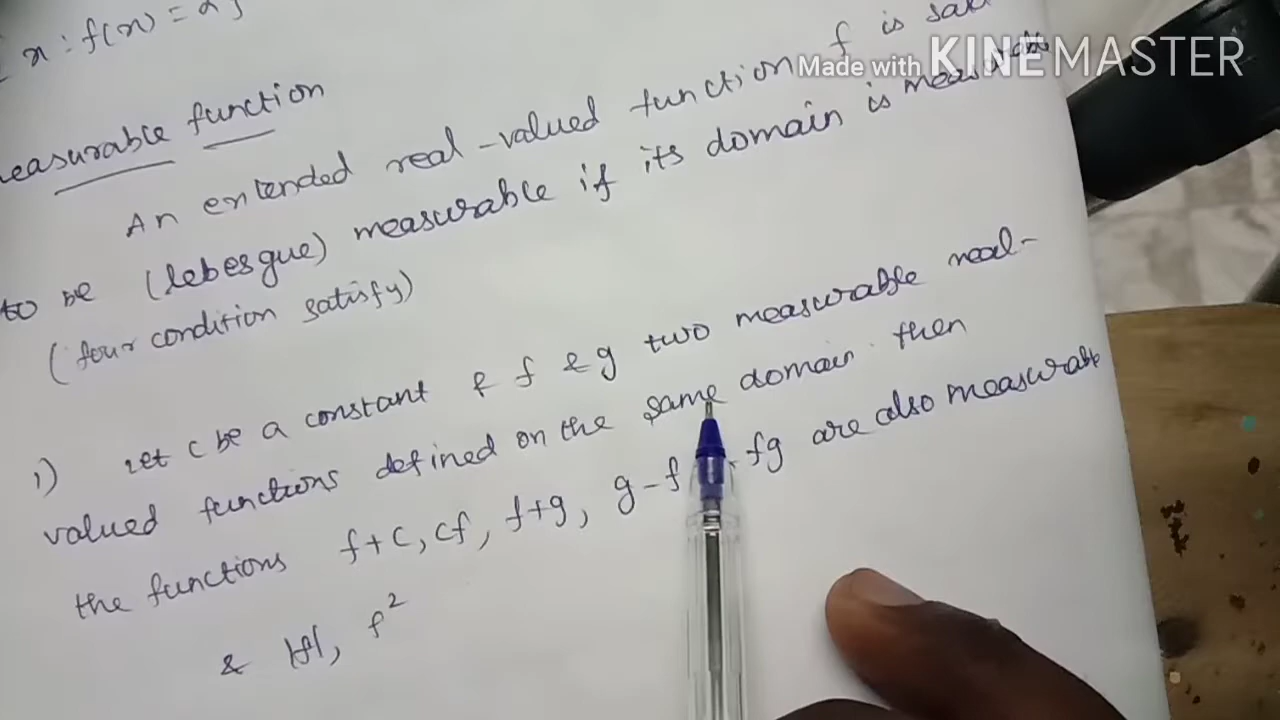 x : f(x) = α}
Made with KINEMASTER
measurable function
An extended real-valued function f is said
to be (lebesgue) measurable if its domain is measurable
(four condition satisfy)
1) Let c be a constant & f & g two measurable real-
valued functions defined on the same domain. then
the functions f+c, cf, f+g, g-f, fg are also measurable
& |f|, f²